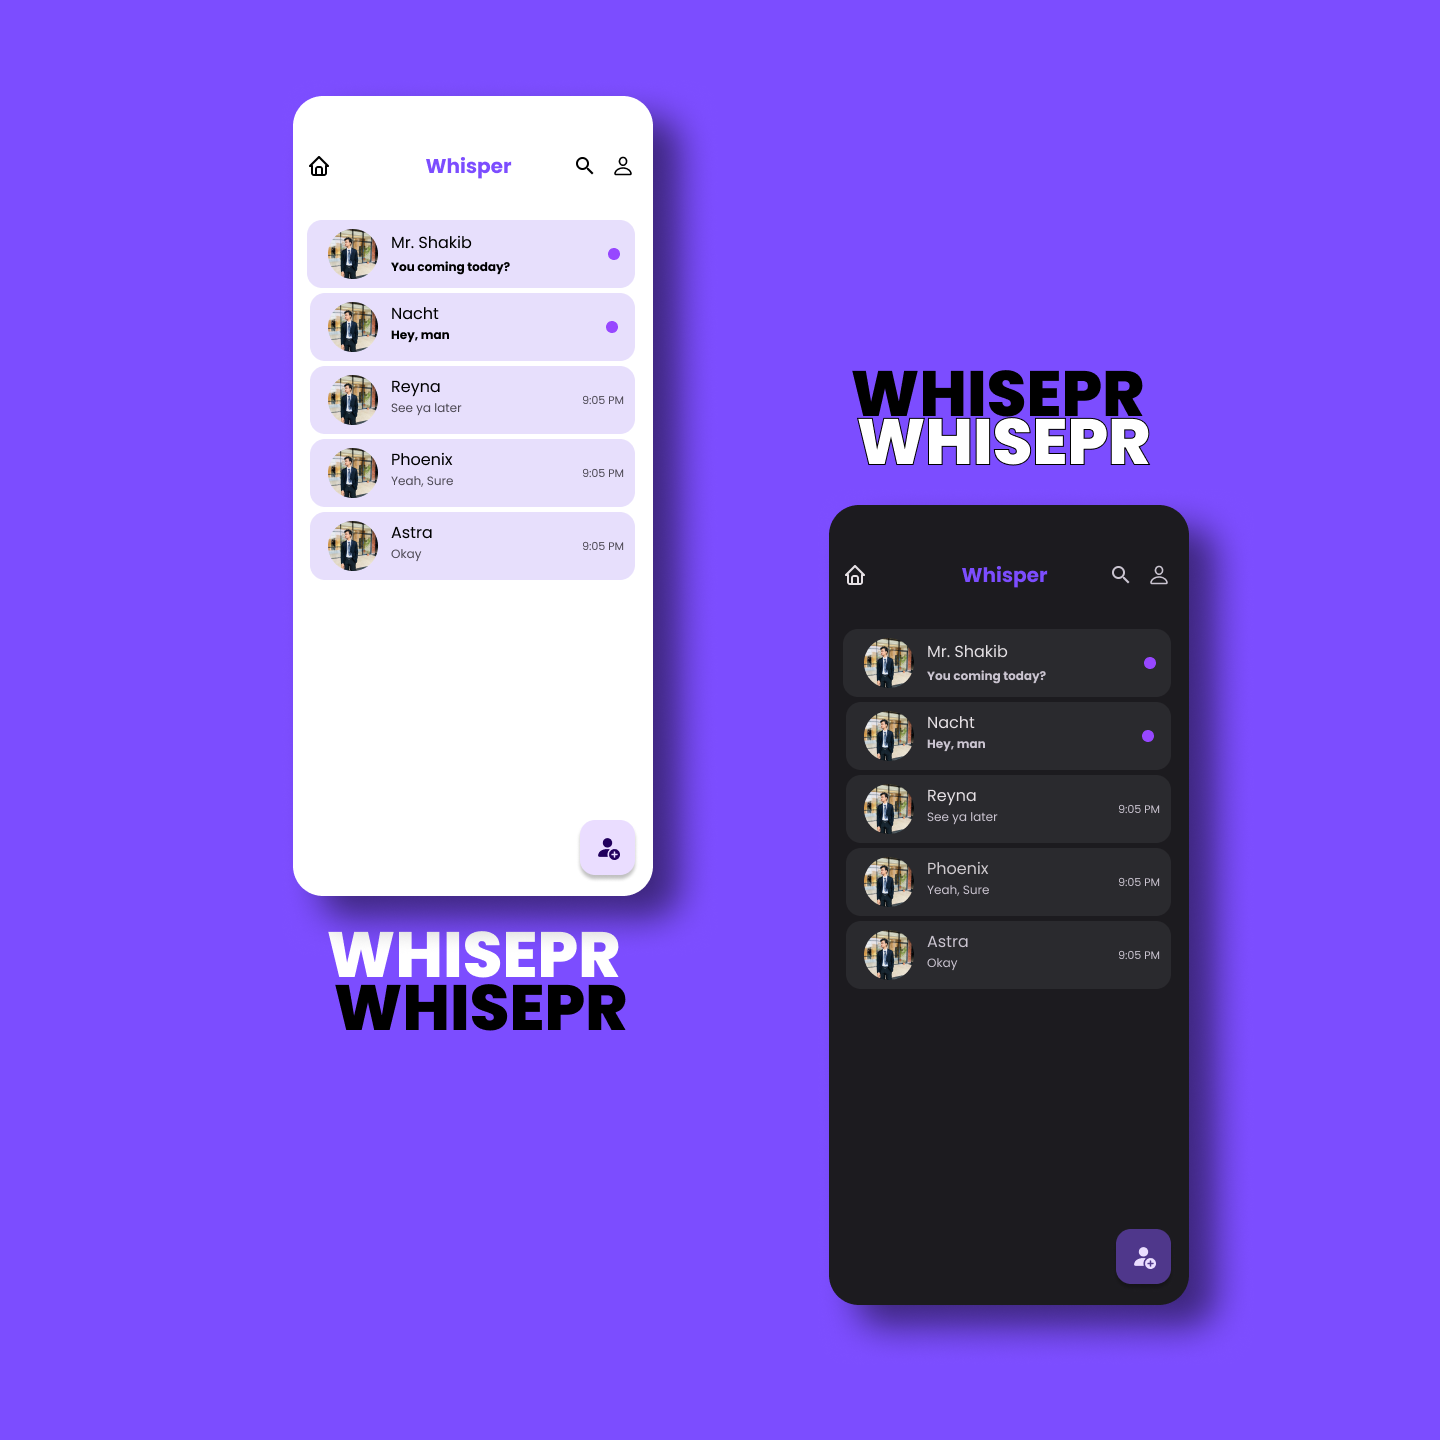 Whisper
Mr. Shakib
You coming today?
Nacht
Hey, man
Reyna
See ya later
9:05 PM
Phoenix
Yeah, Sure
9:05 PM
Astra
Okay
9:05 PM
WHISEPR
WHISEPR
WHISEPR
WHISEPR
Whisper
Mr. Shakib
You coming today?
Nacht
Hey, man
Reyna
See ya later
9:05 PM
Phoenix
Yeah, Sure
9:05 PM
Astra
Okay
9:05 PM